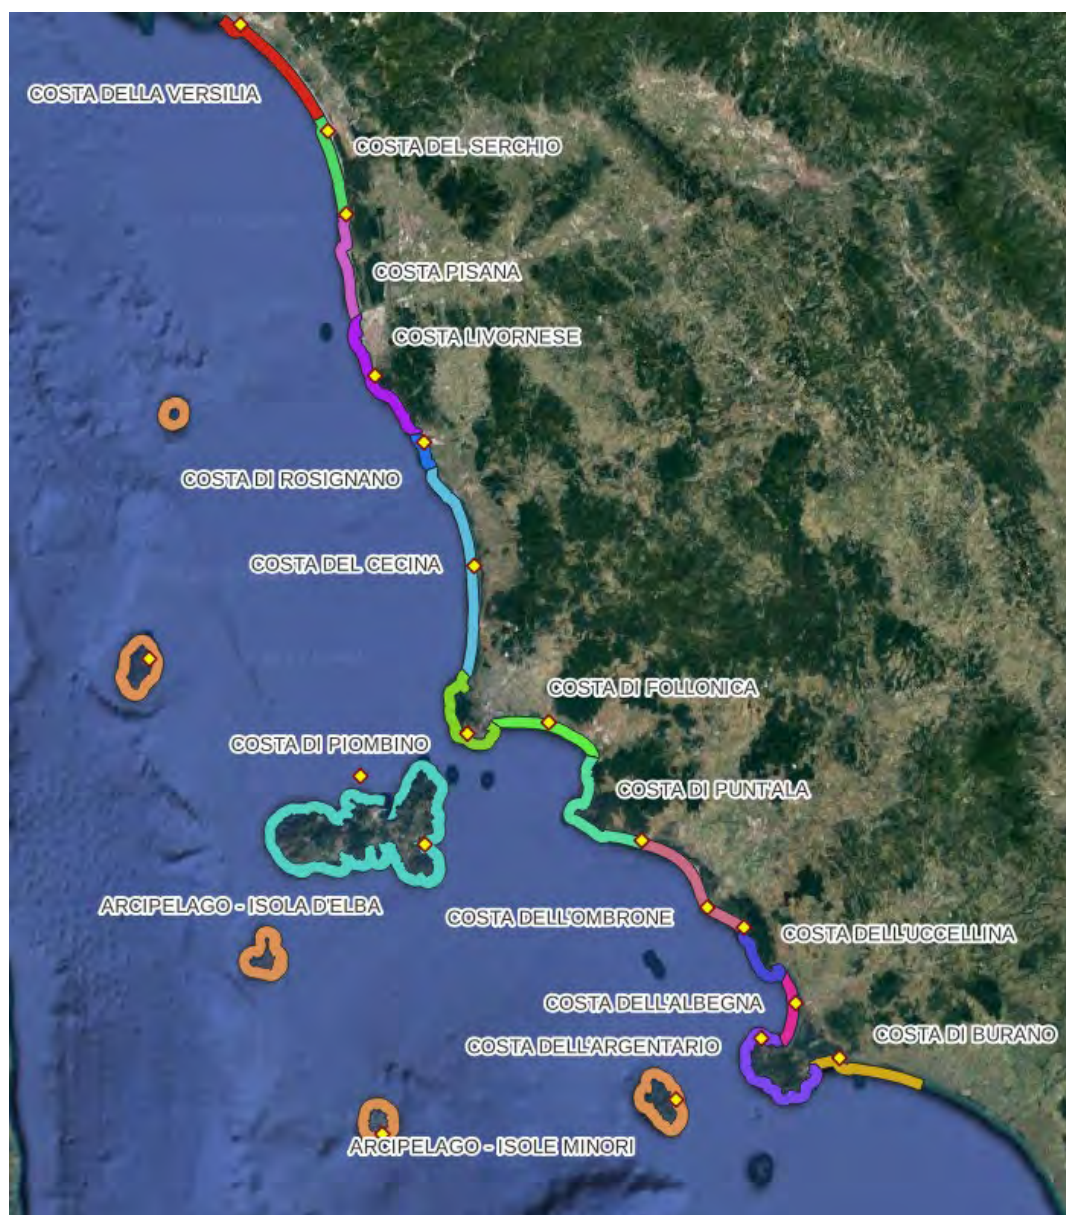 COSTA DELLA VERSILIA
COSTA DEL SERCHIO
COSTA PISANA
COSTA LIVORNESE
COSTA DI ROSIGNANO
COSTA DEL CECINA
COSTA DI FOLLONICA
COSTA DI PIOMBINO
COSTA DI PUNT'ALA
ARCIPELAGO - ISOLA D'ELBA
COSTA DELL'OMBRONE
COSTA DELL'UCCELLINA
COSTA DELL'ALBEGNA
COSTA DI BURANO
COSTA DELL'ARGENTARIO
ARCIPELAGO - ISOLE MINORI